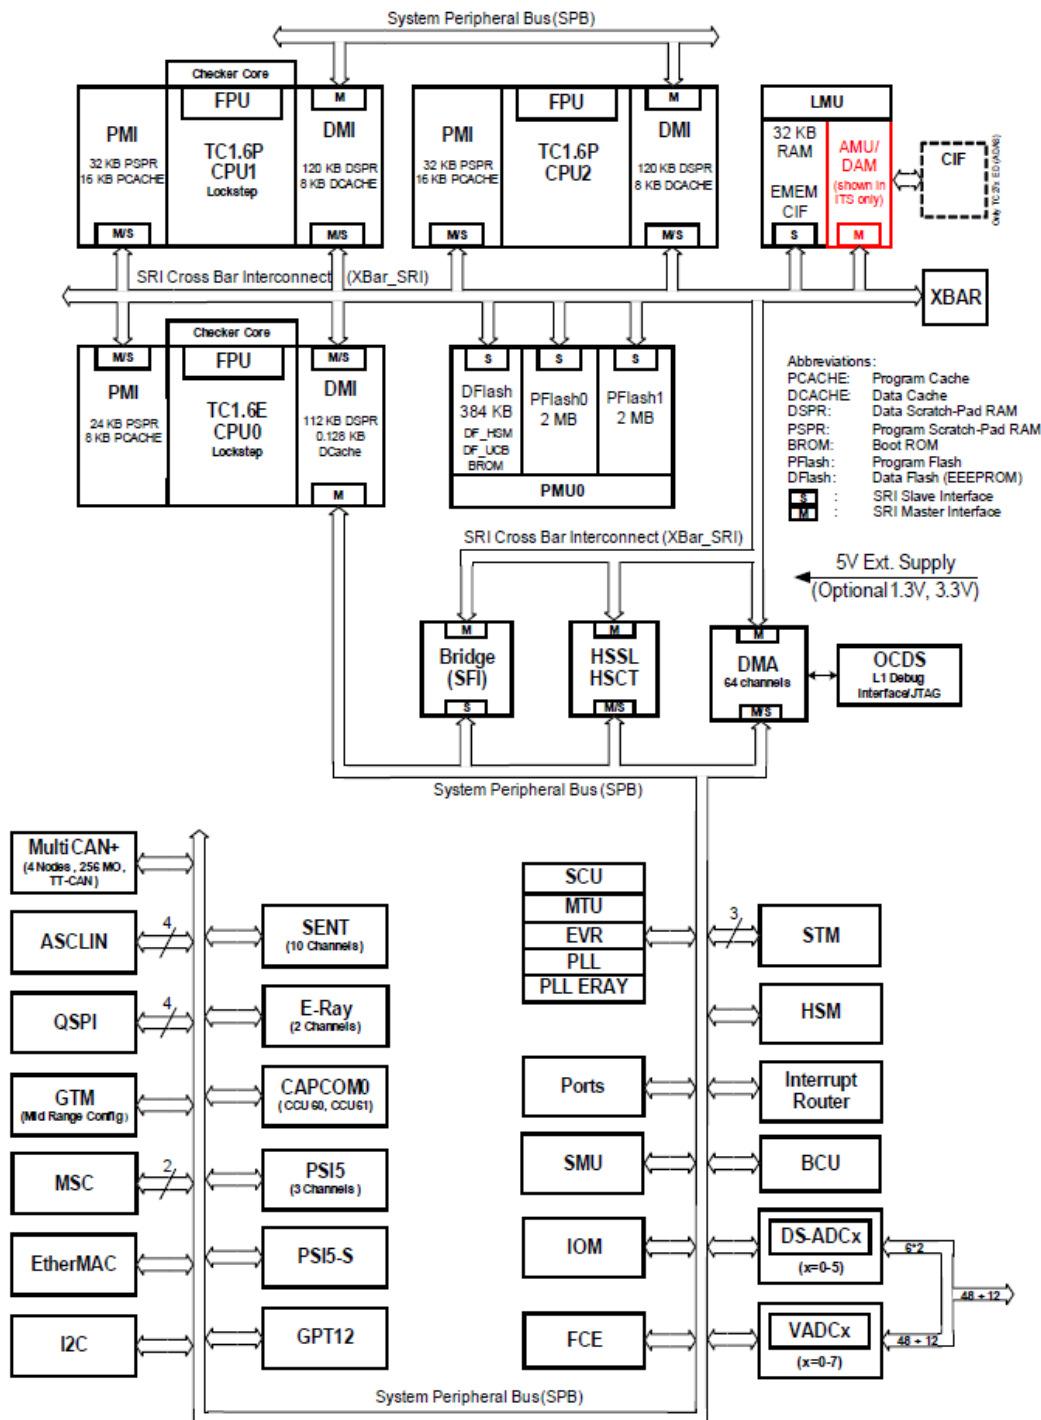 System Peripheral Bus (SPB)
Checker Core
FPU
M
PMI
32 KB PSPR
16 KB PCACHE
TC1.6P
CPU1
Lockstep
DMI
120 KB DSPR
8 KB DCACHE
M/S
M/S
FPU
M
PMI
32 KB PSPR
16 KB PCACHE
TC1.6P
CPU2
DMI
120 KB DSPR
8 KB DCACHE
M/S
M/S
LMU
32 KB
RAM
EMEM
CIF
S
AMU/
DAM
(shown in
ITS only)
M
CIF
Only TC27x ED (ADAS)
SRI Cross Bar Interconnect (XBar_SRI)
XBAR
Checker Core
M/S
FPU
M/S
PMI
24 KB PSPR
8 KB PCACHE
TC1.6E
CPU0
Lockstep
DMI
112 KB DSPR
0.128 KB
DCache
M
S
S
S
DFlash
384 KB
DF_HSM
DF_UCB
BROM
PFlash0
2 MB
PFlash1
2 MB
PMU0
Abbreviations:
PCACHE: Program Cache
DCACHE: Data Cache
DSPR: Data Scratch-Pad RAM
PSPR: Program Scratch-Pad RAM
BROM: Boot ROM
PFlash: Program Flash
DFlash: Data Flash (EEEPROM)
S : SRI Slave Interface
M : SRI Master Interface
SRI Cross Bar Interconnect (XBar_SRI)
5V Ext. Supply
(Optional 1.3V, 3.3V)
M
Bridge
(SFI)
S
M
HSSL
HSCT
M/S
M
DMA
64 channels
M/S
OCDS
L1 Debug
Interface/JTAG
System Peripheral Bus (SPB)
MultiCAN+
(4 Nodes , 256 MO,
TT-CAN )
ASCLIN
4
QSPI
4
GTM
(Mid Range Config)
MSC
2
EtherMAC
I2C
SENT
(10 Channels)
E-Ray
(2 Channels)
CAPCOM0
(CCU60, CCU61)
PSI5
(3 Channels )
PSI5-S
GPT12
SCU
MTU
EVR
PLL
PLL ERAY
Ports
SMU
IOM
FCE
3
STM
HSM
Interrupt
Router
BCU
DS-ADCx
(x=0-5)
6*2
48 + 12
VADCx
(x=0-7)
48 + 12
System Peripheral Bus (SPB)